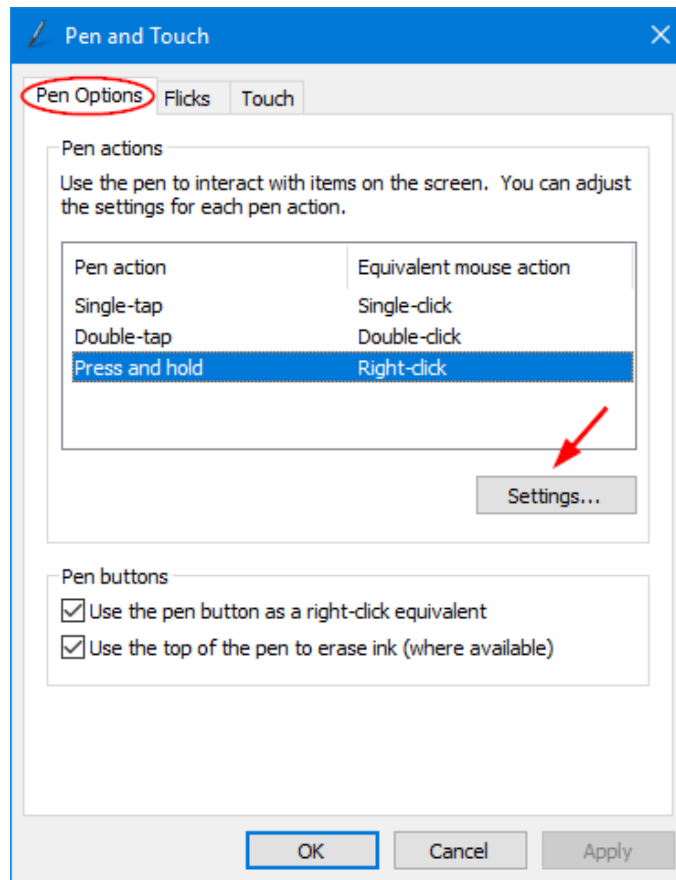 Pen and Touch
Pen Options Flicks Touch
Pen actions
Use the pen to interact with items on the screen. You can adjust
the settings for each pen action.
Pen action Equivalent mouse action
Single-tap Single-click
Double-tap Double-click
Press and hold Right-click
Settings...
Pen buttons
Use the pen button as a right-click equivalent
Use the top of the pen to erase ink (where available)
OK Cancel Apply